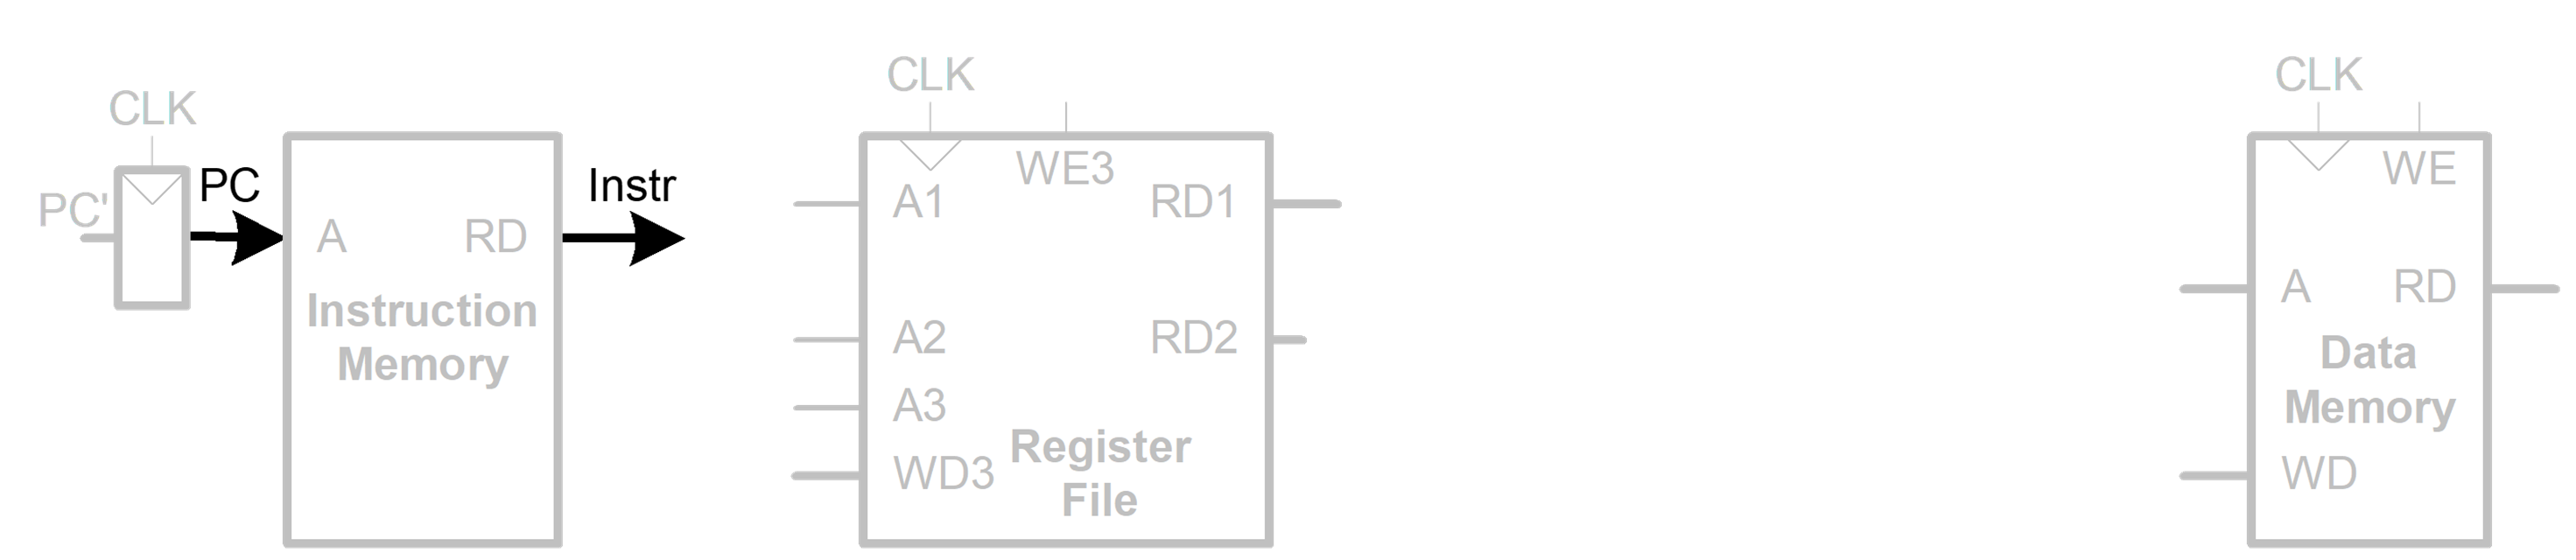 CLK
PC'
PC
A
RD
Instruction
Memory
Instr
CLK
WE3
A1
RD1
A2
RD2
A3
WD3
Register
File
CLK
WE
A
RD
Data
Memory
WD